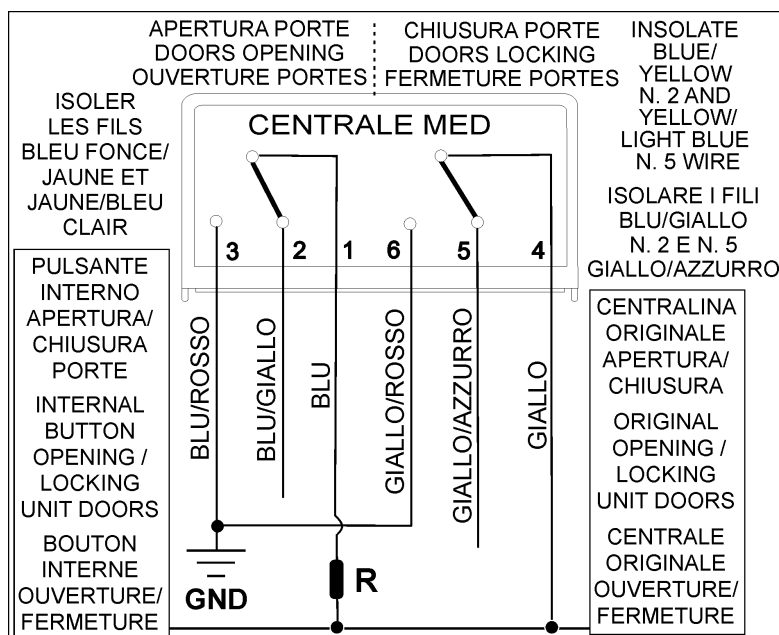 APERTURA PORTE
DOORS OPENING
OUVERTURE PORTES
CHIUSURA PORTE
DOORS LOCKING
FERMETURE PORTES
INSOLATE
BLUE/
YELLOW
N. 2 AND
YELLOW/
LIGHT BLUE
N. 5 WIRE
ISOLER
LES FILS
BLEU FONCE/
JAUNE ET
JAUNE/BLEU
CLAIR
CENTRALE MED
3 2 1 6 5 4
ISOLARE I FILI
BLU/GIALLO
N. 2 E N. 5
GIALLO/AZZURRO
PULSANTE
INTERNO
APERTURA/
CHIUSURA
PORTE
INTERNAL
BUTTON
OPENING /
LOCKING
UNIT DOORS
BOUTON
INTERNE
OUVERTURE/
FERMETURE
BLU/ROSSO
BLU/GIALLO
BLU
GIALLO/ROSSO
GIALLO/AZZURRO
GIALLO
GND
R
CENTRALINA
ORIGINALE
APERTURA/
CHIUSURA
ORIGINAL
OPENING /
LOCKING
UNIT DOORS
CENTRALE
ORIGINALE
OUVERTURE/
FERMETURE